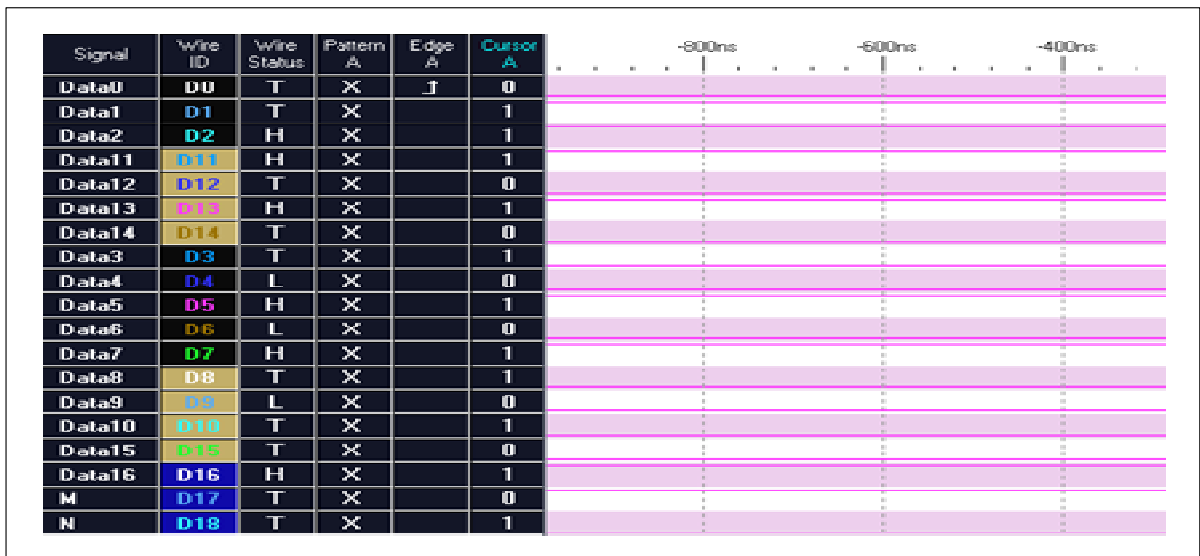 Signal Wire ID Wire Status Pattern A Edge A Cursor A -800ns -600ns -400ns
Data0 D0 T X 0
Data1 D1 T X 1
Data2 D2 H X 1
Data11 D11 H X 1
Data12 D12 T X 0
Data13 D13 H X 1
Data14 D14 T X 0
Data3 D3 T X 1
Data4 D4 L X 0
Data5 D5 H X 1
Data6 D6 L X 0
Data7 D7 H X 1
Data8 D8 T X 1
Data9 D9 L X 0
Data10 D10 T X 1
Data15 D15 T X 0
Data16 D16 H X 1
M D17 T X 0
N D18 T X 1